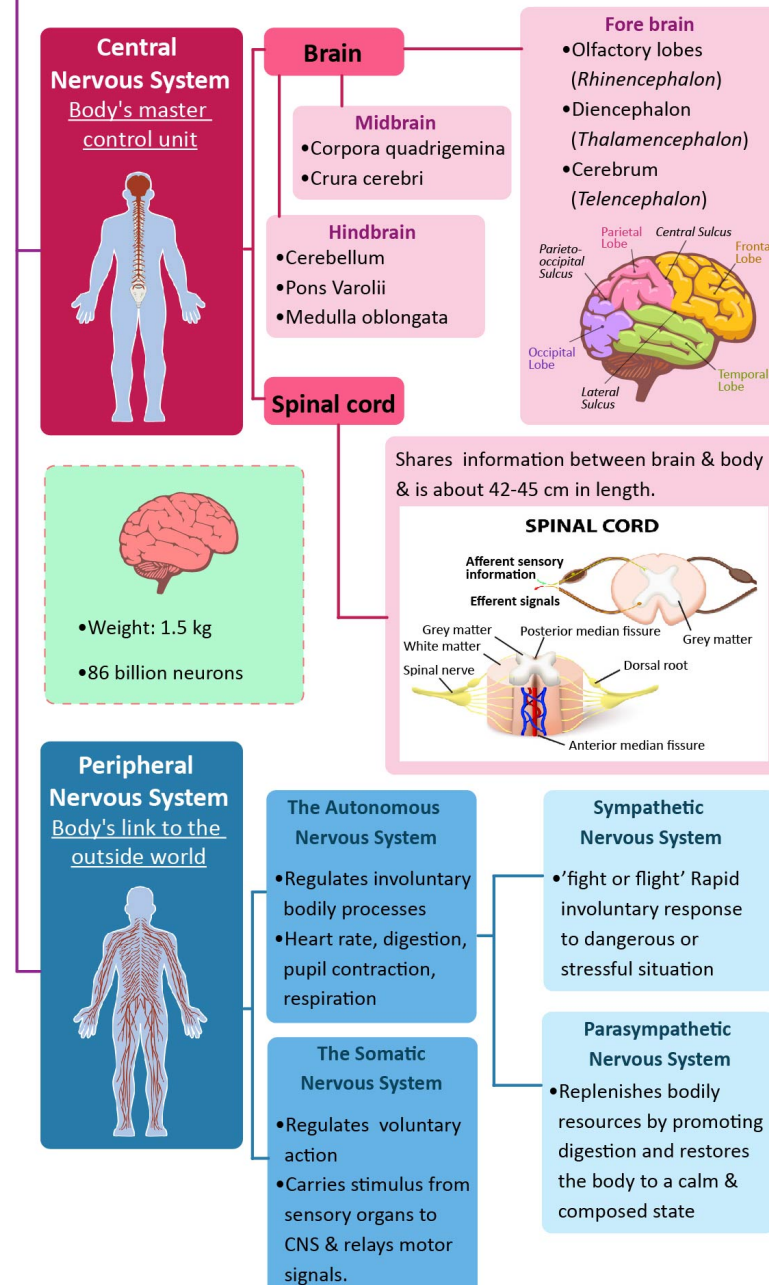 Central
Nervous System
Body's master
control unit
Brain
Midbrain
•Corpora quadrigemina
•Crura cerebri
Hindbrain
•Cerebellum
•Pons Varolii
•Medulla oblongata
Fore brain
•Olfactory lobes
(Rhinencephalon)
•Diencephalon
(Thalamencephalon)
•Cerebrum
(Telencephalon)
Parietal
Lobe
Central Sulcus
Parieto-
occipital
Sulcus
Frontal
Lobe
Occipital
Lobe
Lateral
Sulcus
Temporal
Lobe
Spinal cord
Shares information between brain & body
& is about 42-45 cm in length.
SPINAL CORD
Afferent sensory
information
Efferent signals
Grey matter
Grey matter
White matter
Spinal nerve
Posterior median fissure
Dorsal root
Anterior median fissure
•Weight: 1.5 kg
•86 billion neurons
Peripheral
Nervous System
Body's link to the
outside world
The Autonomous
Nervous System
•Regulates involuntary
bodily processes
•Heart rate, digestion,
pupil contraction,
respiration
The Somatic
Nervous System
•Regulates voluntary
action
•Carries stimulus from
sensory organs to
CNS & relays motor
signals.
Sympathetic
Nervous System
•’fight or flight’ Rapid
involuntary response
to dangerous or
stressful situation
Parasympathetic
Nervous System
•Replenishes bodily
resources by promoting
digestion and restores
the body to a calm &
composed state